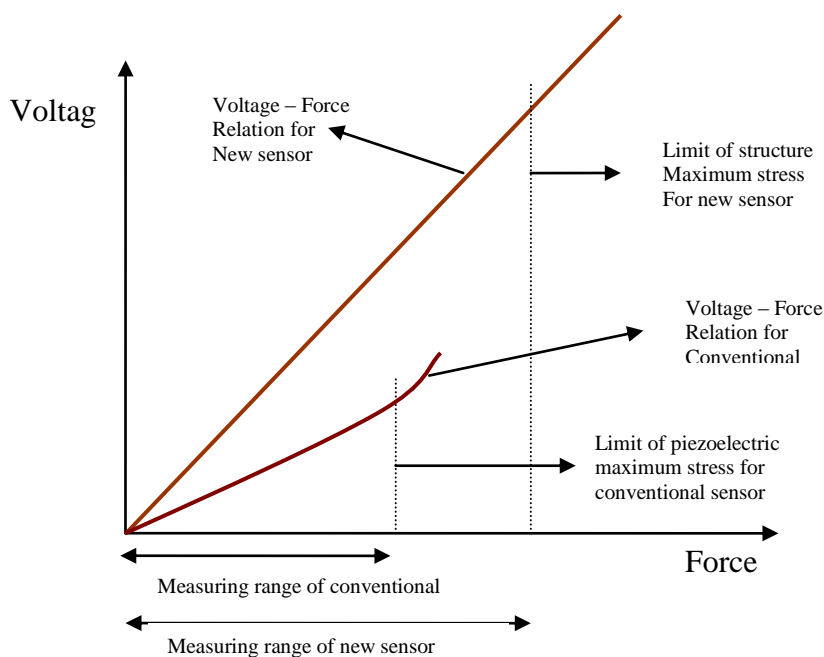 Voltag
Voltage – Force
Relation for
New sensor
Limit of structure
Maximum stress
For new sensor
Voltage – Force
Relation for
Conventional
Limit of piezoelectric
maximum stress for
conventional sensor
Force
Measuring range of conventional
Measuring range of new sensor